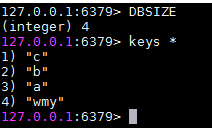 127.0.0.1:6379> DBSIZE
(integer) 4
127.0.0.1:6379> keys *
1) "c"
2) "b"
3) "a"
4) "wmy"
127.0.0.1:6379>